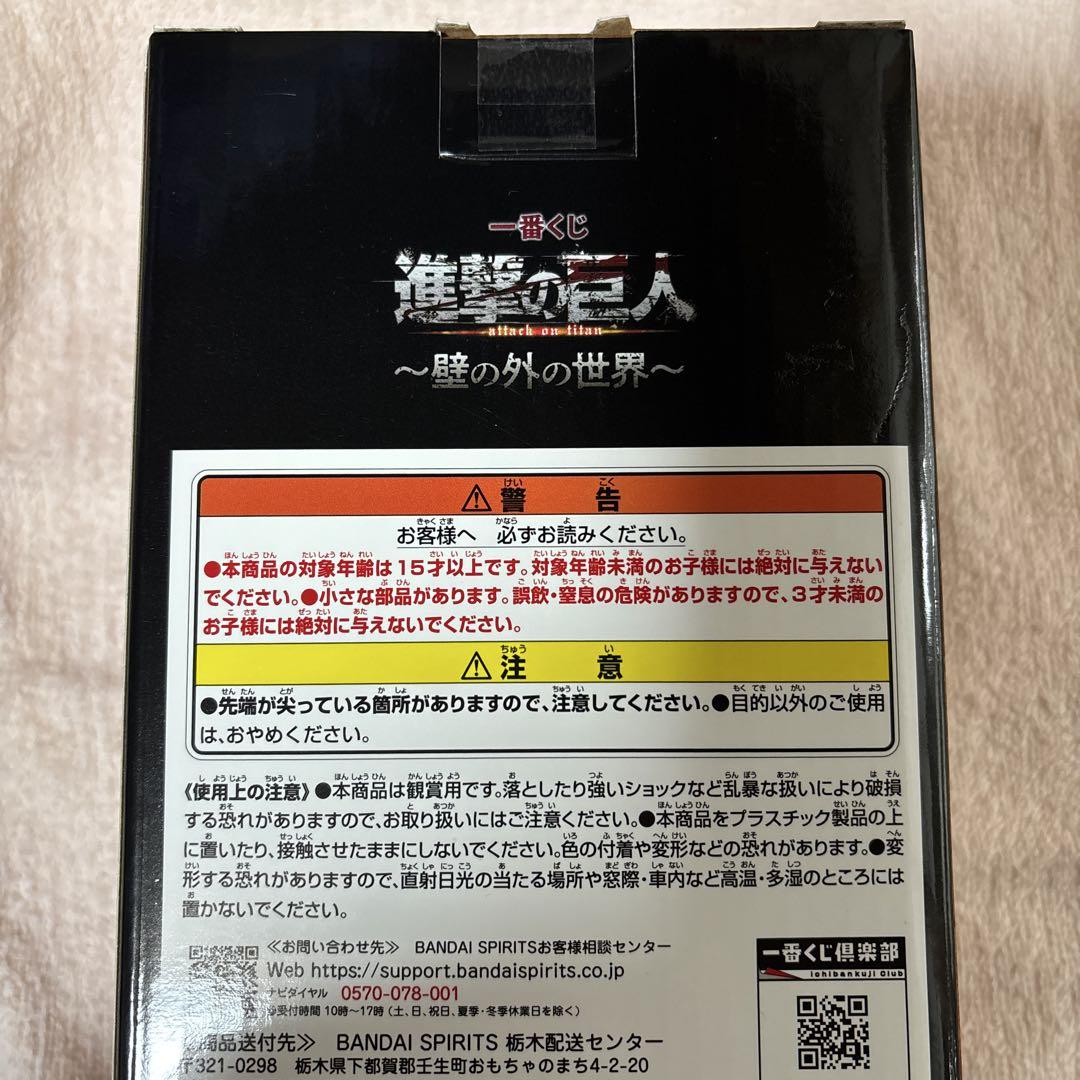 一番くじ
進撃の巨人
attack on titan
～壁の外の世界～
⚠警告
お客様へ 必ずお読みください。
●本商品の対象年齢は15才以上です。対象年齢未満のお子様には絶対に与えない
でください。●小さな部品があります。誤飲・窒息の危険がありますので、3才未満の
お子様には絶対に与えないでください。
⚠注意
●先端が尖っている箇所がありますので、注意してください。●目的以外のご使用
は、おやめください。
《使用上の注意》●本商品は観賞用です。落としたり強いショックなど乱暴な扱いにより破損
する恐れがありますので、お取り扱いにはご注意ください。●本商品をプラスチック製品の上
に置いたり、接触させたままにしないでください。色の付着や変形などの恐れがあります。●変
形する恐れがありますので、直射日光の当たる場所や窓際・車内など高温・多湿のところには
置かないでください。
≪お問い合わせ先≫ BANDAI SPIRITSお客様相談センター
Web https://support.bandaispirits.co.jp
ナビダイヤル 0570-078-001
●受付時間 10時～17時（土、日、祝日、夏季・冬季休業日を除く）
一番くじ倶楽部
ichibankuji Club
商品送付先≫ BANDAI SPIRITS 栃木配送センター
〒321-0298 栃木県下都賀郡壬生町おもちゃのまち4-2-20